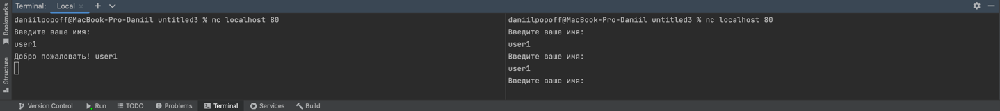 Terminal: Local
Bookmarks
Structure
daniilpopoff@MacBook-Pro-Daniil untitled3 % nc localhost 80
Введите ваше имя:
user1
Добро пожаловать! user1
daniilpopoff@MacBook-Pro-Daniil untitled3 % nc localhost 80
Введите ваше имя:
user1
Введите ваше имя:
user1
Введите ваше имя:
Version Control Run TODO Problems Terminal Services Build